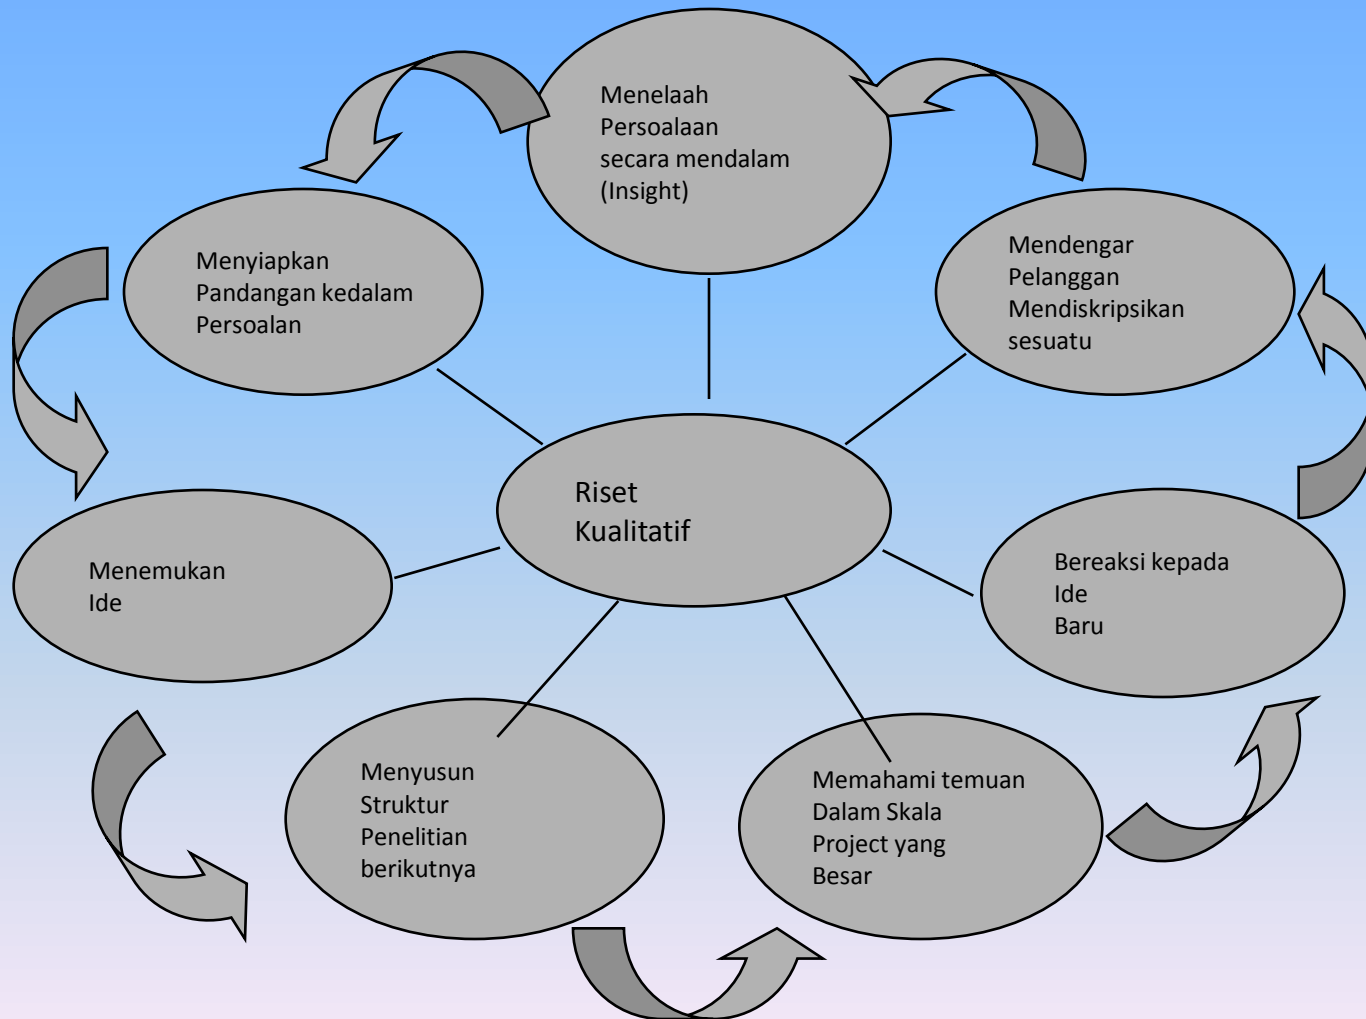 Menelaah
Persoalaan
secara mendalam
(Insight)
Menyiapkan
Pandangan kedalam
Persoalan
Mendengar
Pelanggan
Mendiskripsikan
sesuatu
Riset
Kualitatif
Menemukan
Ide
Bereaksi kepada
Ide
Baru
Menyusun
Struktur
Penelitian
berikutnya
Memahami temuan
Dalam Skala
Project yang
Besar